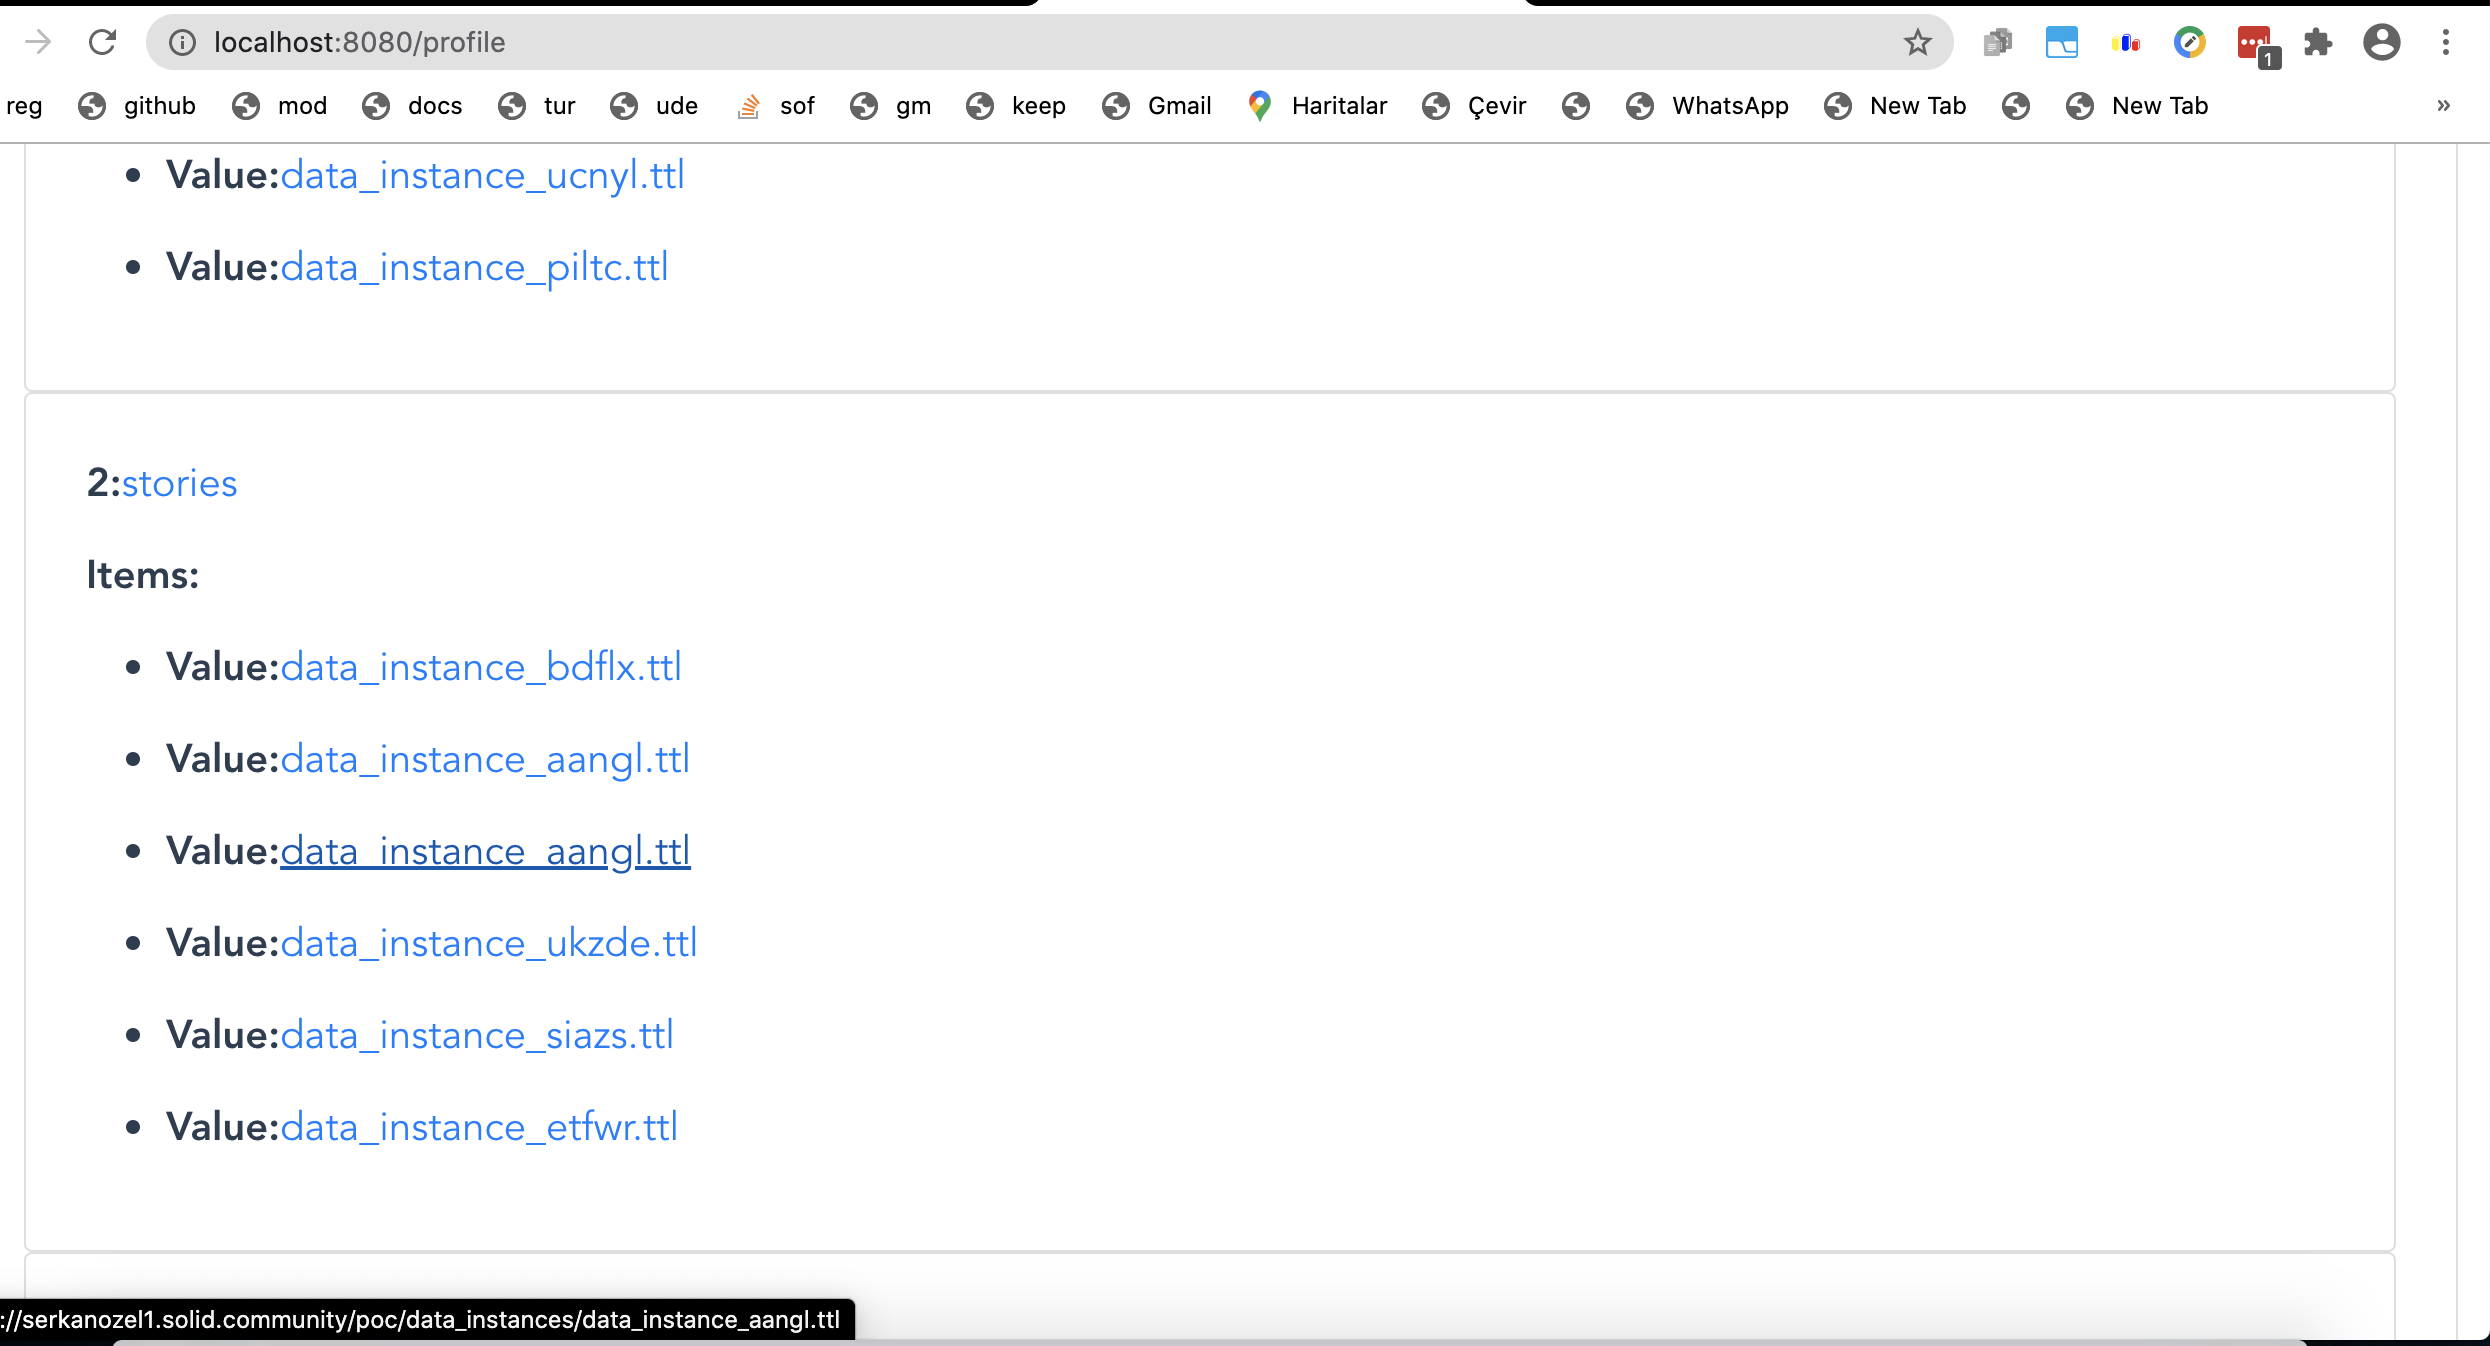 localhost:8080/profile
1
reg github mod docs tur ude sof gm keep Gmail Haritalar Çevir WhatsApp New Tab New Tab »
Value:data_instance_ucnyl.ttl
Value:data_instance_piltc.ttl
2:stories
Items:
Value:data_instance_bdflx.ttl
Value:data_instance_aangl.ttl
Value:data_instance_aangl.ttl
Value:data_instance_ukzde.ttl
Value:data_instance_siazs.ttl
Value:data_instance_etfwr.ttl
://serkanozel1.solid.community/poc/data_instances/data_instance_aangl.ttl